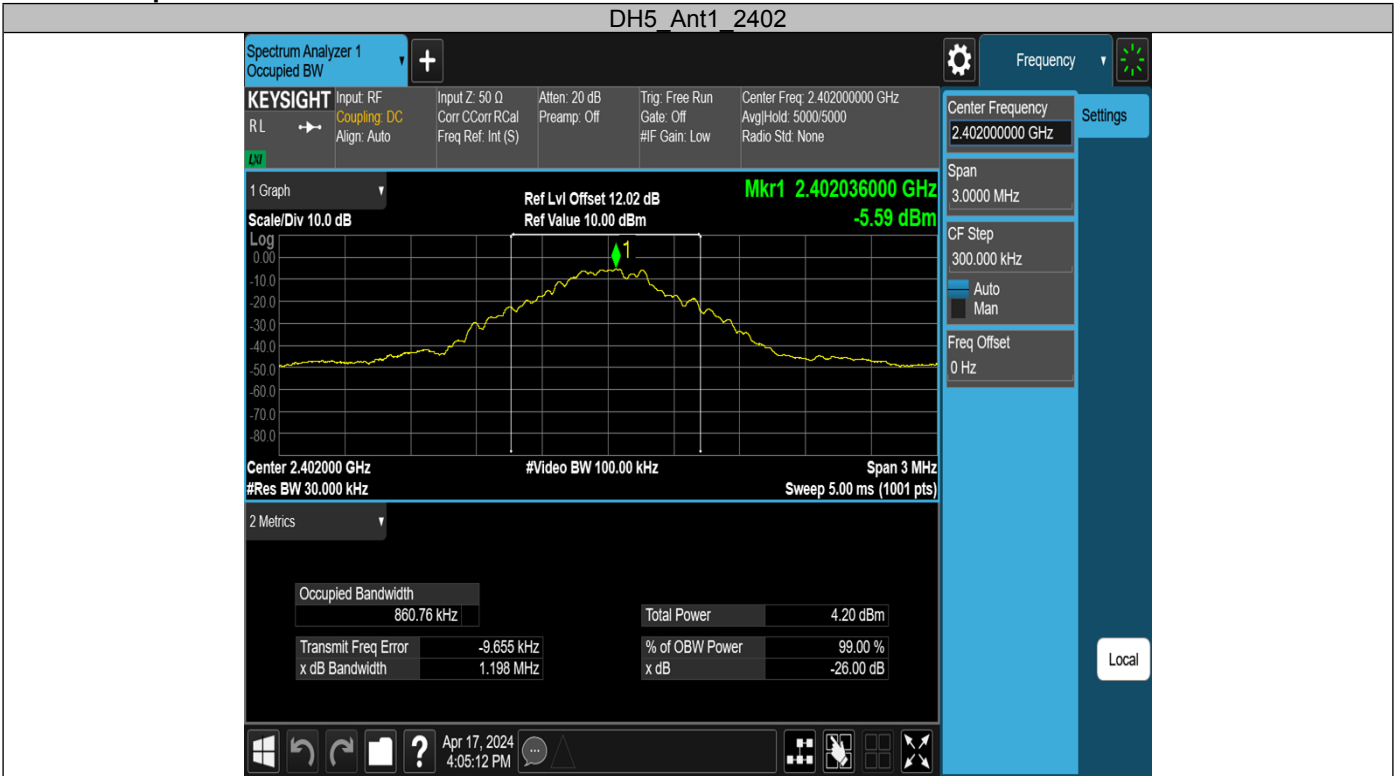 DH5_Ant1_2402
Spectrum Analyzer 1
Occupied BW
+
Frequency
KEYSIGHT
R L
LXI
Input: RF
Coupling: DC
Align: Auto
Input Z: 50 Ω
Corr CCorr RCal
Freq Ref: Int (S)
Atten: 20 dB
Preamp: Off
Trig: Free Run
Gate: Off
#IF Gain: Low
Center Freq: 2.402000000 GHz
Avg|Hold: 5000/5000
Radio Std: None
Center Frequency
2.402000000 GHz
Settings
Span
3.0000 MHz
CF Step
300.000 kHz
Auto
Man
Freq Offset
0 Hz
Local
1 Graph
Scale/Div 10.0 dB
Ref Lvl Offset 12.02 dB
Ref Value 10.00 dBm
Mkr1 2.402036000 GHz
-5.59 dBm
Log
0.00
-10.0
-20.0
-30.0
-40.0
-50.0
-60.0
-70.0
-80.0
1
Center 2.402000 GHz
#Video BW 100.00 kHz
Span 3 MHz
#Res BW 30.000 kHz
Sweep 5.00 ms (1001 pts)
2 Metrics
Occupied Bandwidth
860.76 kHz
Total Power 4.20 dBm
Transmit Freq Error -9.655 kHz
% of OBW Power 99.00 %
x dB Bandwidth 1.198 MHz
x dB -26.00 dB
?
Apr 17, 2024
4:05:12 PM